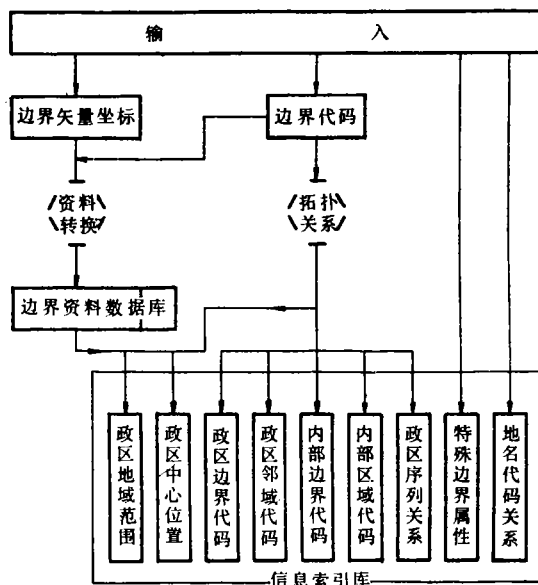 输 入
边界矢量坐标
边界代码
资料
转换
拓扑
关系
边界资料数据库
政区地域范围
政区中心位置
政区边界代码
政区邻域代码
内部边界代码
内部区域代码
政区序列关系
特殊边界属性
地名代码关系
信息索引库